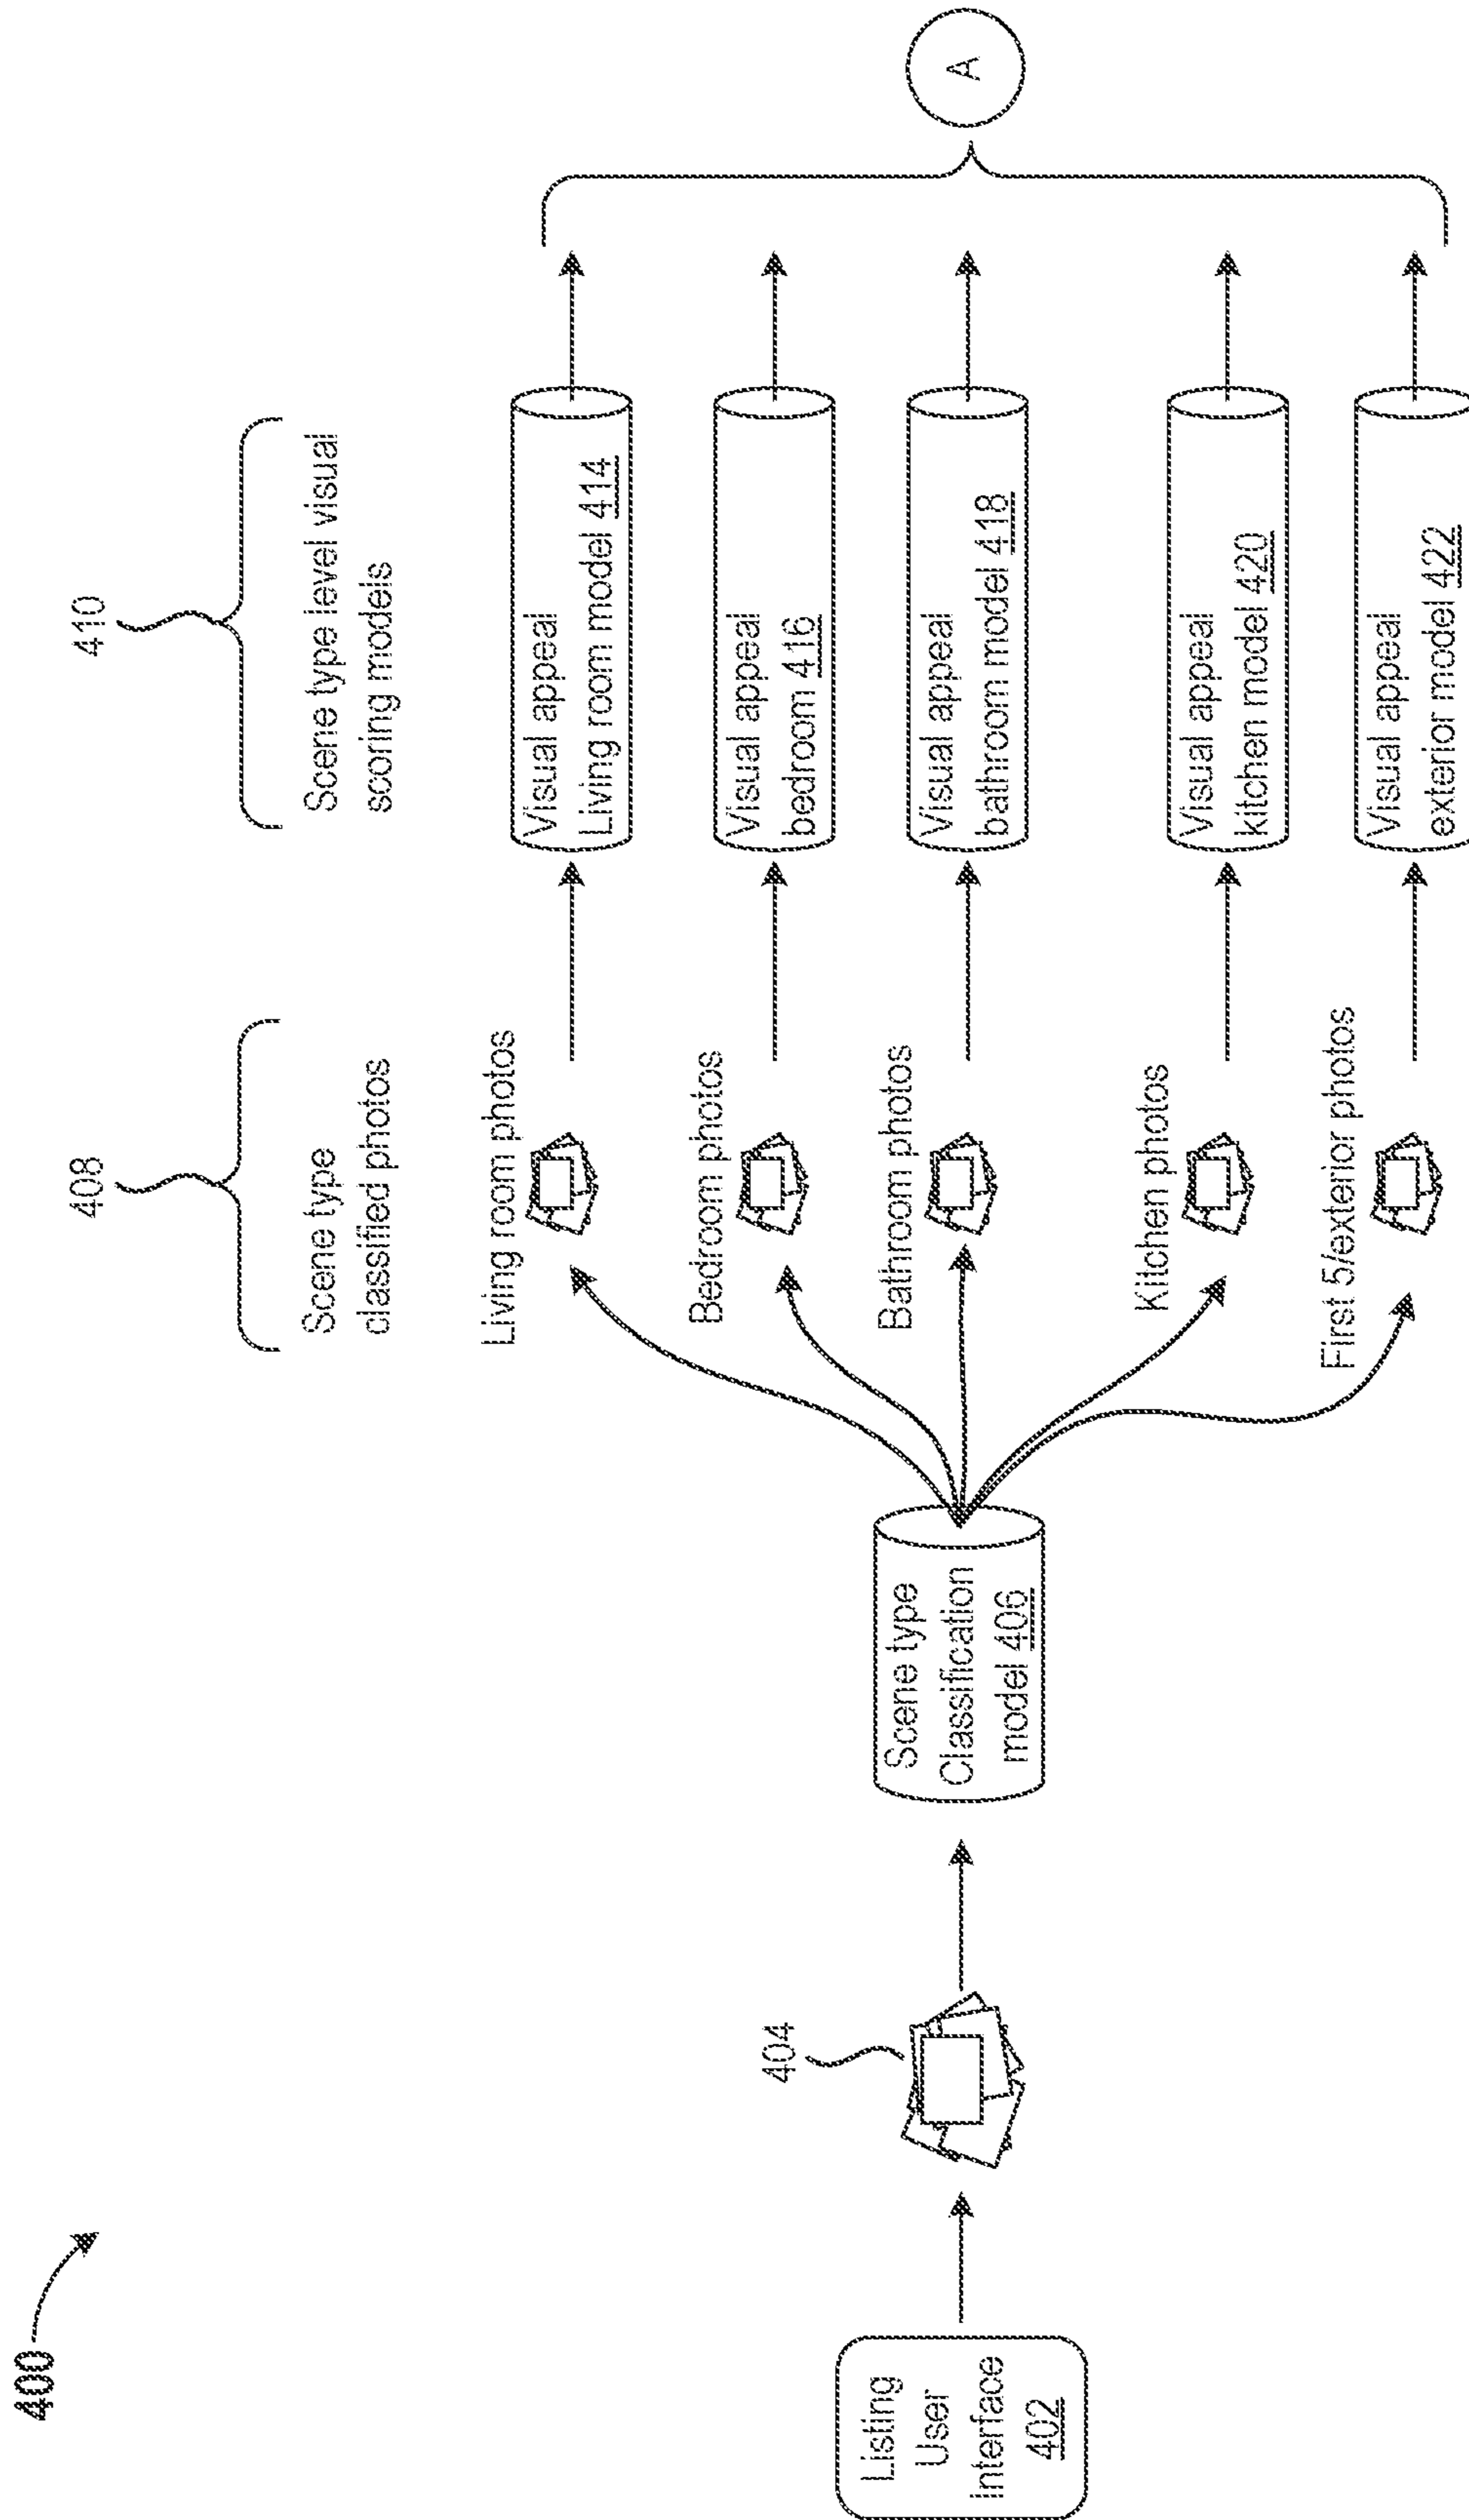 400
408
410
Scene type
classified photos
Scene type level visual
scoring models
Living room photos
Visual appeal
Living room model 414
Bedroom photos
Visual appeal
bedroom 416
404
Listing
User
interface
402
Scene type
Classification
model 406
Bathroom photos
Visual appeal
bathroom model 418
A
Kitchen photos
Visual appeal
kitchen model 420
First 5/exterior photos
Visual appeal
exterior model 422